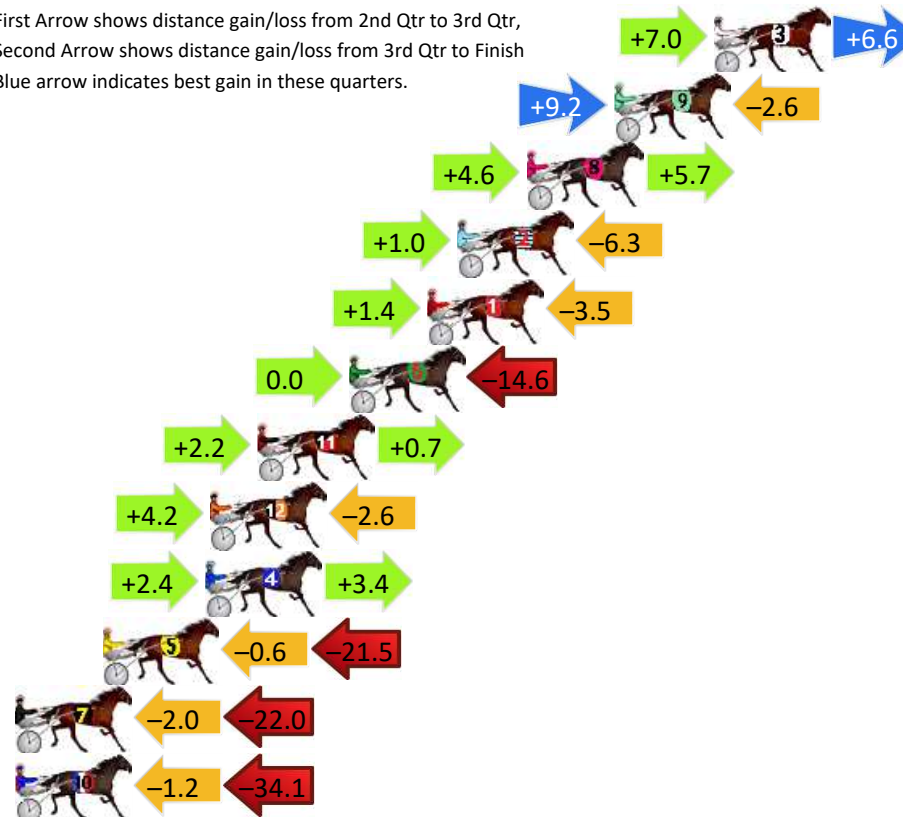 First Arrow shows distance gain/loss from 2nd Qtr to 3rd Qtr,
Second Arrow shows distance gain/loss from 3rd Qtr to Finish
Blue arrow indicates best gain in these quarters.
+7.0 3 +6.6
+9.2 9 –2.6
+4.6 8 +5.7
+1.0 2 –6.3
+1.4 1 –3.5
0.0 6 –14.6
+2.2 11 +0.7
+4.2 12 –2.6
+2.4 4 +3.4
5 –0.6 –21.5
7 –2.0 –22.0
10 –1.2 –34.1